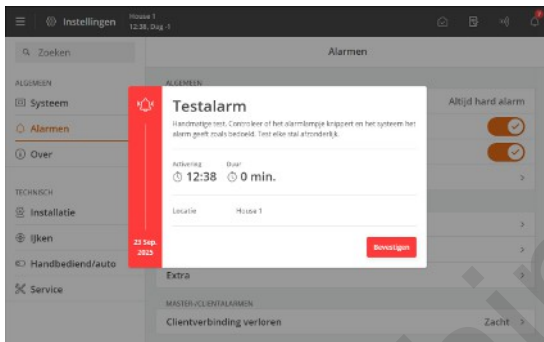 Instellingen
House 1
12:38, Dag -1
Zoeken
Alarmen
ALGEMEEN
Systeem
Alarmen
Over
TECHNISCH
Installatie
IJken
Handbediend/auto
Service
ALGEMEEN
Altijd hard alarm
Testalarm
Handmatige test. Controleer of het alarmlampje knippert en het systeem het
alarm geeft zoals bedoeld. Test elke stal afzonderlijk.
Activering
Duur
12:38
0 min.
Locatie
House 1
23 Sep.
2025
Bevestigen
Extra
MASTER-/CLIENTALARMEN
Clientverbinding verloren
Zacht